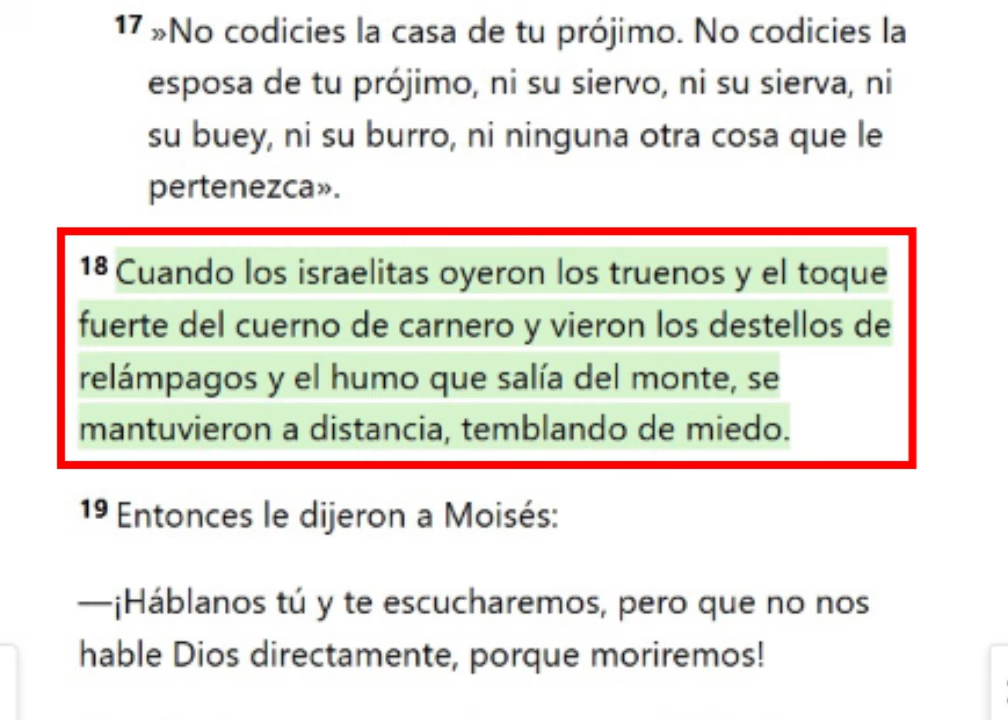 17 »No codicies la casa de tu prójimo. No codicies la
esposa de tu prójimo, ni su siervo, ni su sierva, ni
su buey, ni su burro, ni ninguna otra cosa que le
pertenezca».
18 Cuando los israelitas oyeron los truenos y el toque
fuerte del cuerno de carnero y vieron los destellos de
relámpagos y el humo que salía del monte, se
mantuvieron a distancia, temblando de miedo.
19 Entonces le dijeron a Moisés:
—¡Háblanos tú y te escucharemos, pero que no nos
hable Dios directamente, porque moriremos!